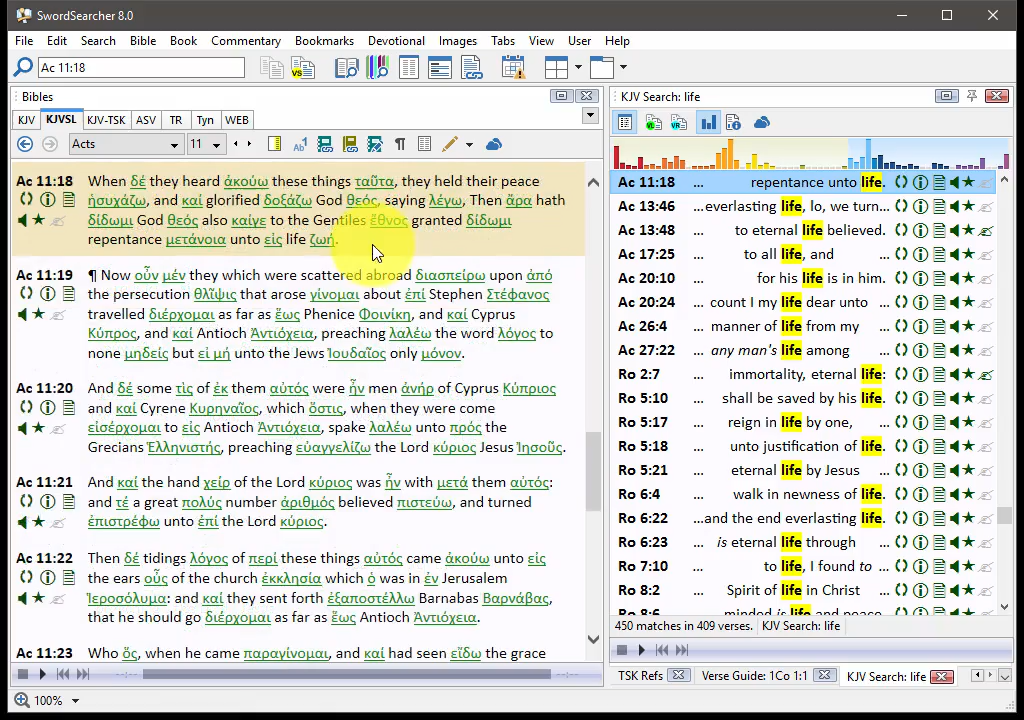 SwordSearcher 8.0
File Edit Search Bible Book Commentary Bookmarks Devotional Images Tabs View User Help
Ac 11:18
Bibles
KJV KJVSL KJV-TSK ASV TR Tyn WEB
Acts 11
Ac 11:18 When δέ they heard ἀκούω these things ταῦτα, they held their peace
ἡσυχάζω, and καί glorified δοξάζω God θεός, saying λέγω, Then ἄρα hath
δίδωμι God θεός also καίγε to the Gentiles ἔθνος granted δίδωμι
repentance μετάνοια unto εἰς life ζωή.
Ac 11:19 ¶ Now οὖν μέν they which were scattered abroad διασπείρω upon ἀπό
the persecution θλῖψις that arose γίνομαι about ἐπί Stephen Στέφανος
travelled διέρχομαι as far as ἕως Phenice Φοινίκη, and καί Cyprus
Κύπρος, and καί Antioch Ἀντιόχεια, preaching λαλέω the word λόγος to
none μηδείς but εἰ μή unto the Jews Ἰουδαῖος only μόνον.
Ac 11:20 And δέ some τὶς of ἐκ them αὐτός were ἦν men ἀνήρ of Cyprus Κύπριος
and καί Cyrene Κυρηναῖος, which ὅστις, when they were come
εἰσέρχομαι to εἰς Antioch Ἀντιόχεια, spake λαλέω unto πρός the
Grecians Ἑλληνιστής, preaching εὐαγγελίζω the Lord κύριος Jesus Ἰησοῦς.
Ac 11:21 And καί the hand χείρ of the Lord κύριος was ἦν with μετά them αὐτός:
and τέ a great πολύς number ἀριθμός believed πιστεύω, and turned
ἐπιστρέφω unto ἐπί the Lord κύριος.
Ac 11:22 Then δέ tidings λόγος of περί these things αὐτός came ἀκούω unto εἰς
the ears οὖς of the church ἐκκλησία which ὁ was in ἐν Jerusalem
Ἱεροσόλυμα: and καί they sent forth ἐξαποστέλλω Barnabas Βαρνάβας,
that he should go διέρχομαι as far as ἕως Antioch Ἀντιόχεια.
Ac 11:23 Who ὅς, when he came παραγίνομαι, and καί had seen εἴδω the grace
100%
KJV Search: life
Ac 11:18 ... repentance unto life.
Ac 13:46 ...everlasting life, lo, we turn...
Ac 13:48 ... to eternal life believed.
Ac 17:25 ... to all life, and ...
Ac 20:10 ... for his life is in him.
Ac 20:24 ... count I my life dear unto ...
Ac 26:4 ... manner of life from my ...
Ac 27:22 ... any man's life among ...
Ro 2:7 ... immortality, eternal life:
Ro 5:10 ... shall be saved by his life.
Ro 5:17 ... reign in life by one, ...
Ro 5:18 ... unto justification of life.
Ro 5:21 ... eternal life by Jesus ...
Ro 6:4 ... walk in newness of life.
Ro 6:22 ...and the end everlasting life.
Ro 6:23 ... is eternal life through ...
Ro 7:10 ... to life, I found to ...
Ro 8:2 ... Spirit of life in Christ ...
Ro 8:6 ... minded is life and peace
450 matches in 409 verses. KJV Search: life
TSK Refs Verse Guide: 1Co 1:1 KJV Search: life